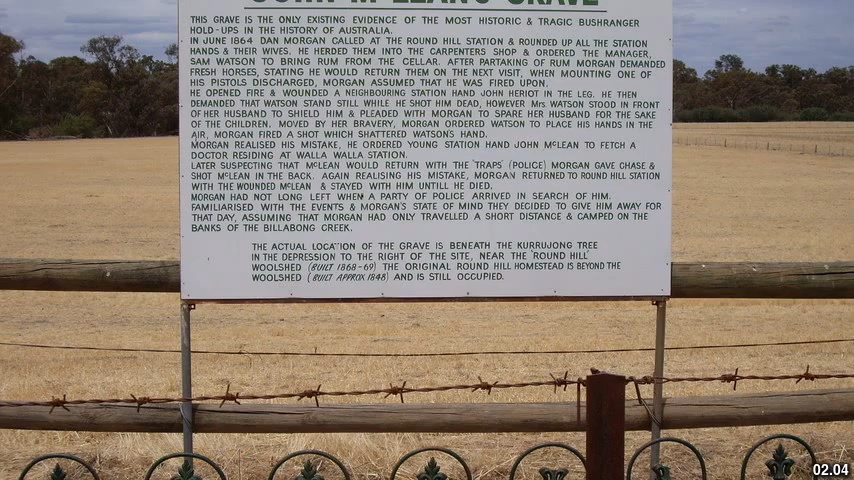 JOHN McLEAN'S GRAVE
THIS GRAVE IS THE ONLY EXISTING EVIDENCE OF THE MOST HISTORIC & TRAGIC BUSHRANGER
HOLD-UPS IN THE HISTORY OF AUSTRALIA.
IN JUNE 1864 DAN MORGAN CALLED AT THE ROUND HILL STATION & ROUNDED UP ALL THE STATION
HANDS & THEIR WIVES. HE HERDED THEM INTO THE CARPENTERS SHOP & ORDERED THE MANAGER,
SAM WATSON TO BRING RUM FROM THE CELLAR. AFTER PARTAKING OF RUM MORGAN DEMANDED
FRESH HORSES, STATING HE WOULD RETURN THEM ON THE NEXT VISIT, WHEN MOUNTING ONE OF
HIS PISTOLS DISCHARGED, MORGAN ASSUMED THAT HE WAS FIRED UPON.
HE OPENED FIRE & WOUNDED A NEIGHBOURING STATION HAND JOHN HERIOT IN THE LEG. HE THEN
DEMANDED THAT WATSON STAND STILL WHILE HE SHOT HIM DEAD, HOWEVER Mrs WATSON STOOD IN FRONT
OF HER HUSBAND TO SHIELD HIM & PLEADED WITH MORGAN TO SPARE HER HUSBAND FOR THE SAKE
OF THE CHILDREN. MOVED BY HER BRAVERY, MORGAN ORDERED WATSON TO PLACE HIS HANDS IN THE
AIR, MORGAN FIRED A SHOT WHICH SHATTERED WATSON'S HAND.
MORGAN REALISED HIS MISTAKE, HE ORDERED YOUNG STATION HAND JOHN McLEAN TO FETCH A
DOCTOR RESIDING AT WALLA WALLA STATION.
LATER SUSPECTING THAT McLEAN WOULD RETURN WITH THE 'TRAPS' (POLICE) MORGAN GAVE CHASE &
SHOT McLEAN IN THE BACK. AGAIN REALISING HIS MISTAKE, MORGAN RETURNED TO ROUND HILL STATION
WITH THE WOUNDED McLEAN & STAYED WITH HIM UNTILL HE DIED.
MORGAN HAD NOT LONG LEFT WHEN A PARTY OF POLICE ARRIVED IN SEARCH OF HIM.
FAMILIARISED WITH THE EVENTS & MORGAN'S STATE OF MIND THEY DECIDED TO GIVE HIM AWAY FOR
THAT DAY, ASSUMING THAT MORGAN HAD ONLY TRAVELLED A SHORT DISTANCE & CAMPED ON THE
BANKS OF THE BILLABONG CREEK.
THE ACTUAL LOCATION OF THE GRAVE IS BENEATH THE KURRUJONG TREE
IN THE DEPRESSION TO THE RIGHT OF THE SITE, NEAR THE 'ROUND HILL'
WOOLSHED (BUILT 1868-69) THE ORIGINAL ROUND HILL HOMESTEAD IS BEYOND THE
WOOLSHED (BUILT APPROX 1848) AND IS STILL OCCUPIED.
02.04